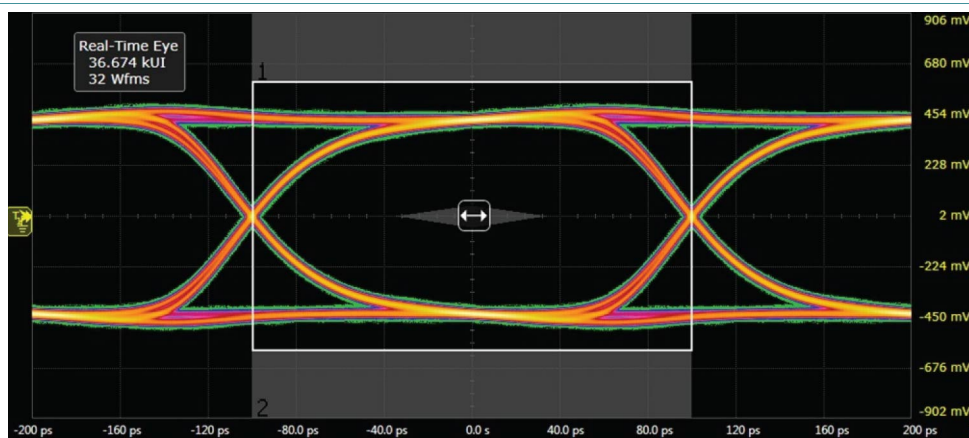 Real-Time Eye
36.674 kUI
32 Wfms
1
2
906 mV
680 mV
454 mV
228 mV
2 mV
-224 mV
-450 mV
-676 mV
-902 mV
-200 ps
-160 ps
-120 ps
-80.0 ps
-40.0 ps
0.0 s
40.0 ps
80.0 ps
120 ps
160 ps
200 ps